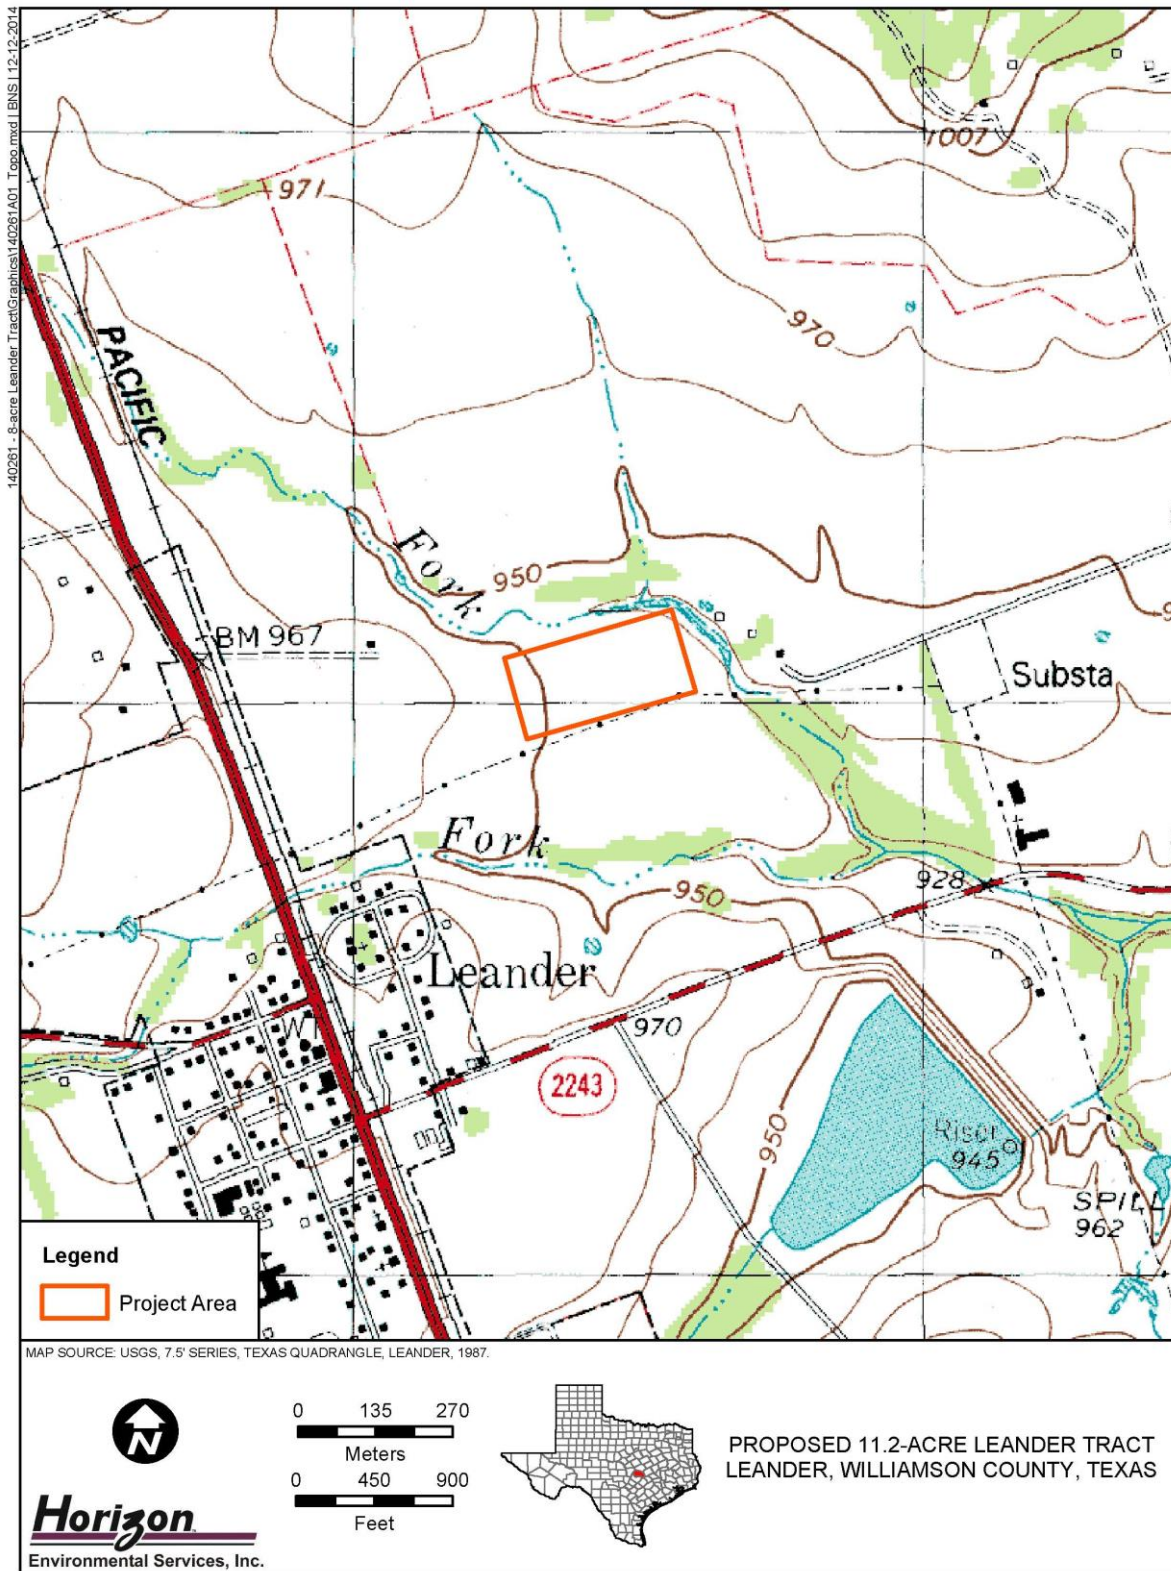 140261 - 8-acre Leander Tract\Graphics\140261A01_Topo.mxd | BNS | 12-12-2014
1007
971
PACIFIC
970
Fork
950
BM 967
Substa
Fork
950
928
Leander
WT
970
2243
950
Riser
945
SPILL
962
Legend
Project Area
MAP SOURCE: USGS, 7.5' SERIES, TEXAS QUADRANGLE, LEANDER, 1987.
N
0 135 270
Meters
0 450 900
Feet
PROPOSED 11.2-ACRE LEANDER TRACT
LEANDER, WILLIAMSON COUNTY, TEXAS
Horizon
Environmental Services, Inc.